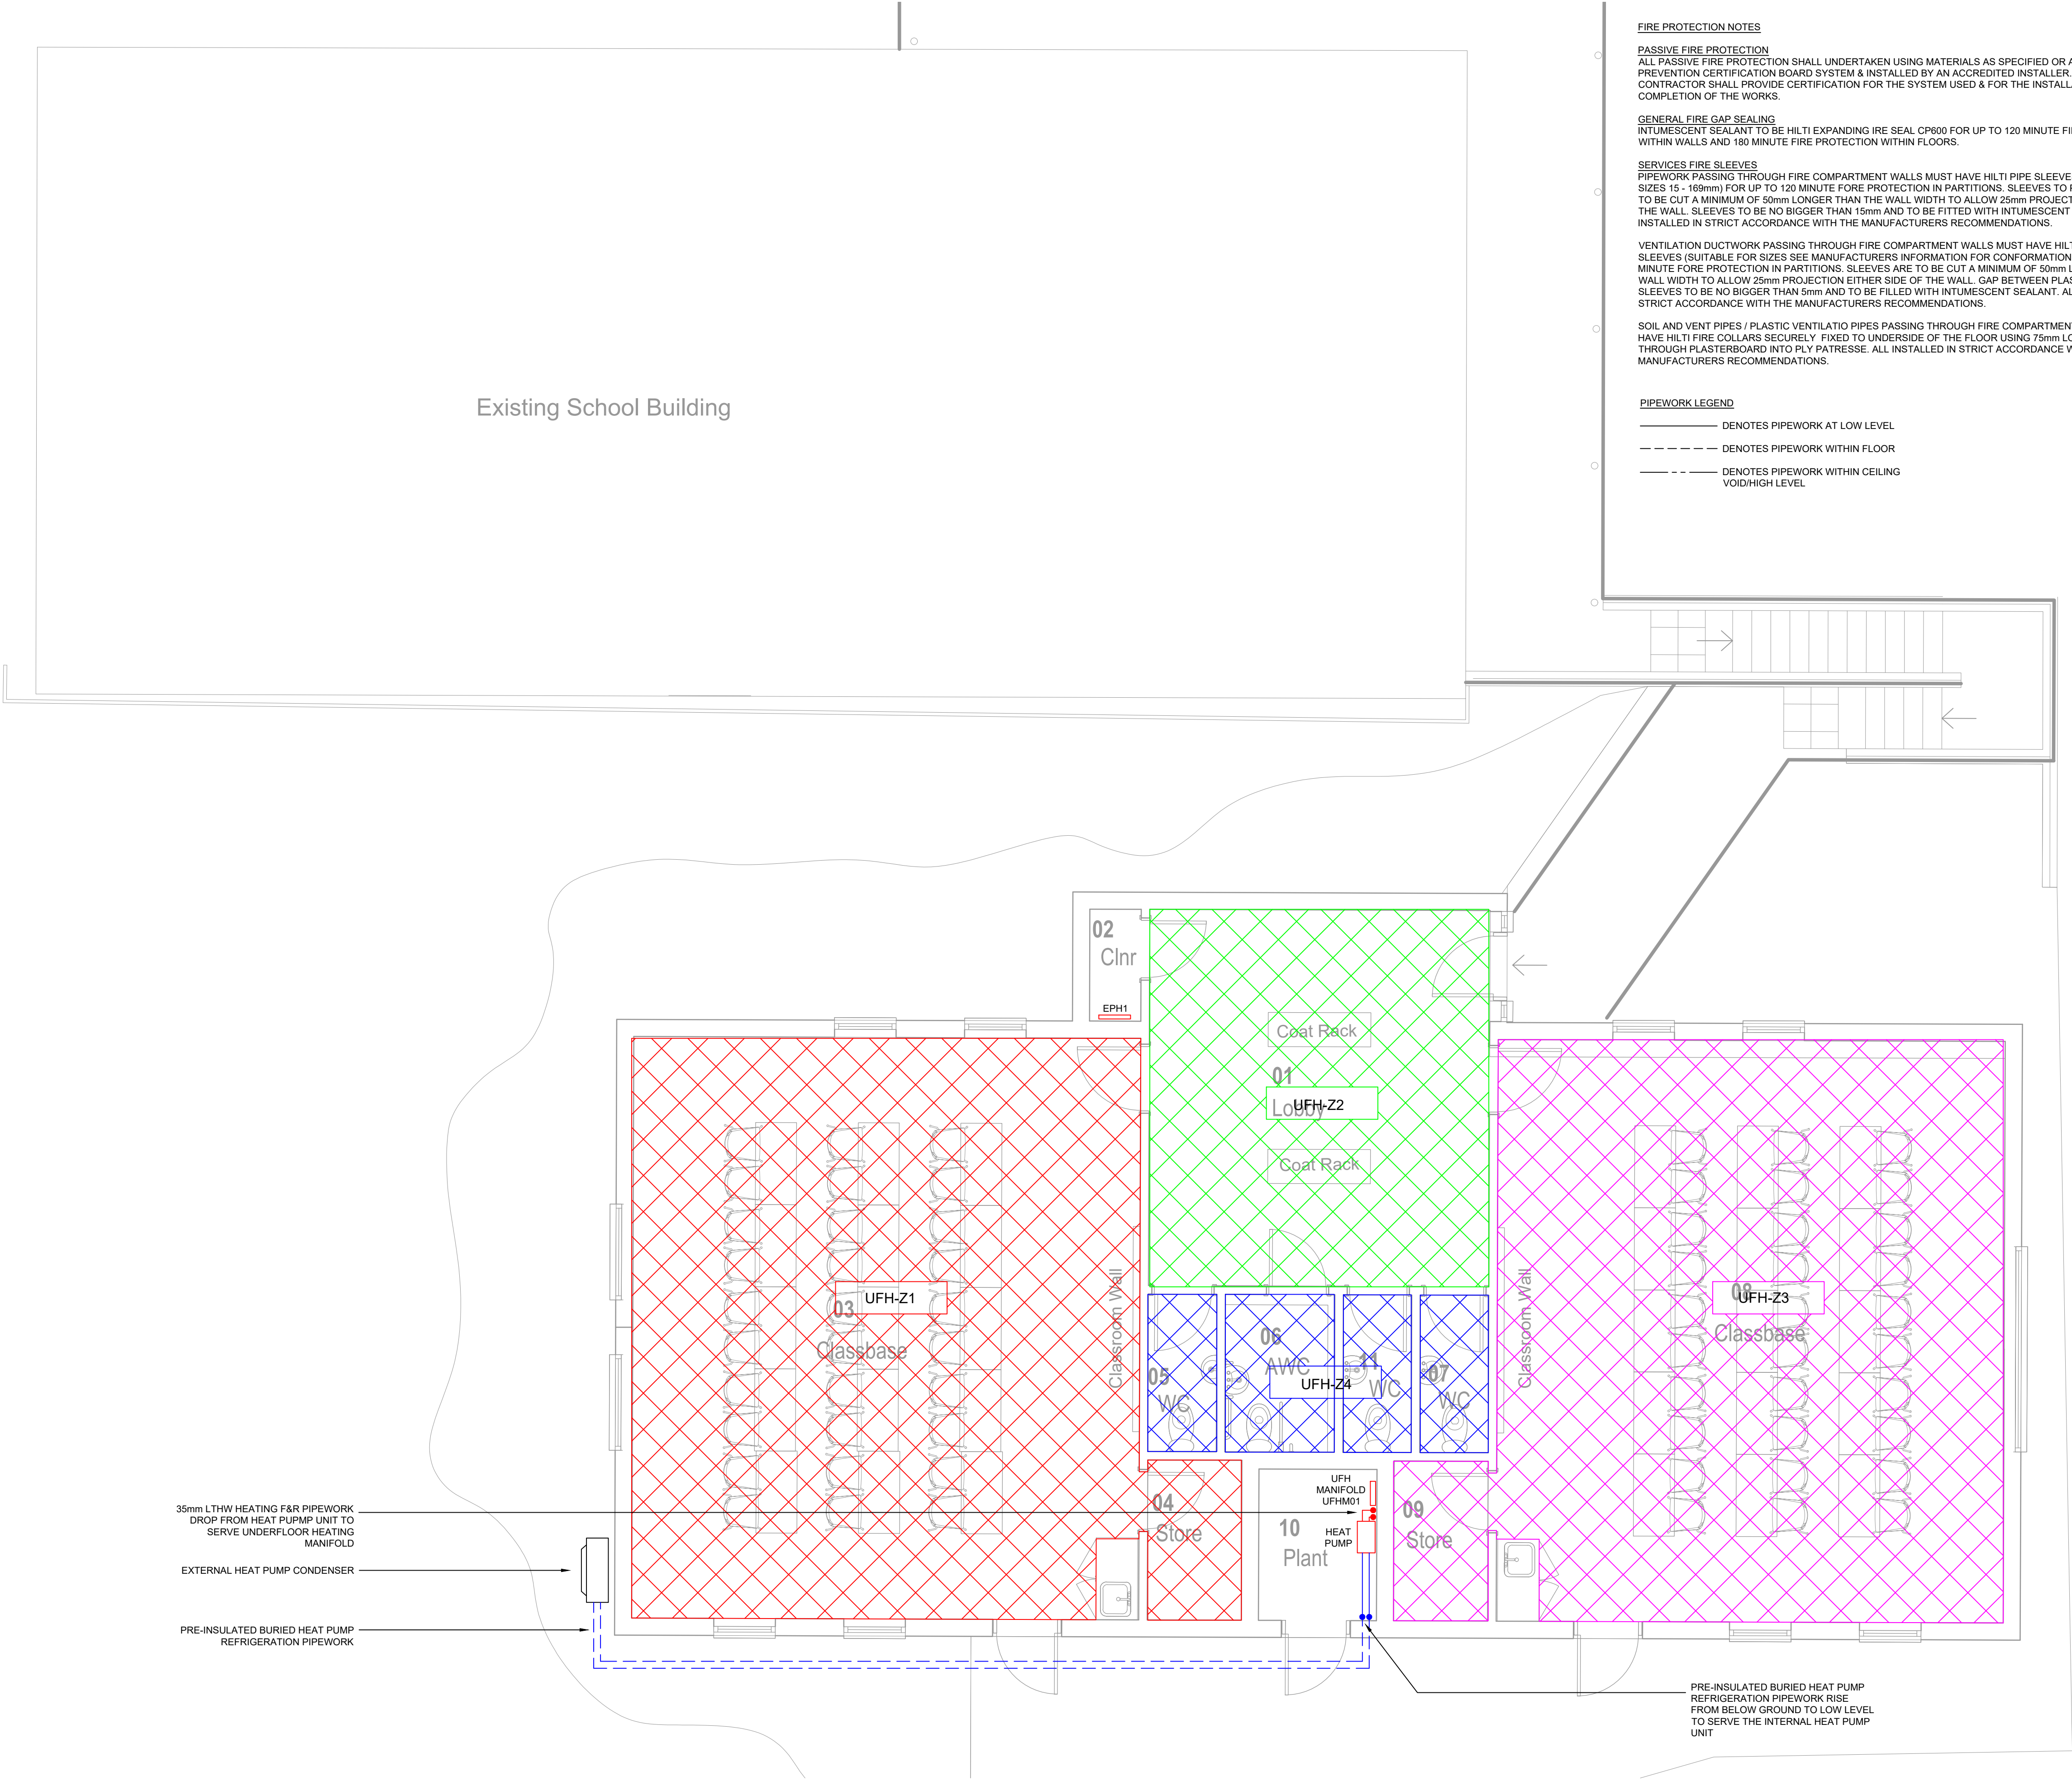 FIRE PROTECTION NOTES
PASSIVE FIRE PROTECTION
ALL PASSIVE FIRE PROTECTION SHALL UNDERTAKEN USING MATERIALS AS SPECIFIED OR
PREVENTION CERTIFICATION BOARD SYSTEM & INSTALLED BY AN ACCREDITED INSTALLER.
CONTRACTOR SHALL PROVIDE CERTIFICATION FOR THE SYSTEM USED & FOR THE
COMPLETION OF THE WORKS.
GENERAL FIRE GAP SEALING
INTUMESCENT SEALANT TO BE HILTI EXPANDING IRE SEAL CP600 FOR UP TO 120 MINUTE
WITHIN WALLS AND 180 MINUTE FIRE PROTECTION WITHIN FLOORS.
SERVICES FIRE SLEEVES
PIPEWORK PASSING THROUGH FIRE COMPARTMENT WALLS MUST HAVE HILTI PIPE SLEEVE
SIZES 15 - 169mm) FOR UP TO 120 MINUTE FORE PROTECTION IN PARTITIONS. SLEEVES TO
TO BE CUT A MINIMUM OF 50mm LONGER THAN THE WALL WIDTH TO ALLOW 25mm
THE WALL. SLEEVES TO BE NO BIGGER THAN 15mm AND TO BE FITTED WITH INTUMESCENT
INSTALLED IN STRICT ACCORDANCE WITH THE MANUFACTURERS RECOMMENDATIONS.
VENTILATION DUCTWORK PASSING THROUGH FIRE COMPARTMENT WALLS MUST HAVE
SLEEVES (SUITABLE FOR SIZES SEE MANUFACTURERS INFORMATION FOR CONFORMATION
MINUTE FORE PROTECTION IN PARTITIONS. SLEEVES ARE TO BE CUT A MINIMUM OF 50mm
WALL WIDTH TO ALLOW 25mm PROJECTION EITHER SIDE OF THE WALL. GAP BETWEEN
SLEEVES TO BE NO BIGGER THAN 5mm AND TO BE FILLED WITH INTUMESCENT SEALANT.
STRICT ACCORDANCE WITH THE MANUFACTURERS RECOMMENDATIONS.
SOIL AND VENT PIPES / PLASTIC VENTILATIO PIPES PASSING THROUGH FIRE
HAVE HILTI FIRE COLLARS SECURELY FIXED TO UNDERSIDE OF THE FLOOR USING 75mm
THROUGH PLASTERBOARD INTO PLY PATRESSE. ALL INSTALLED IN STRICT ACCORDANCE
MANUFACTURERS RECOMMENDATIONS.
PIPEWORK LEGEND
DENOTES PIPEWORK AT LOW LEVEL
DENOTES PIPEWORK WITHIN FLOOR
DENOTES PIPEWORK WITHIN CEILING
VOID/HIGH LEVEL
Existing School Building
02
Clnr
EPH1
Coat Rack
01
Lobby
UFH-Z2
Coat Rack
UFH-Z1
03
Classbase
Classroom Wall
05
WC
06
AWC
UFH-Z4
11
WC
07
WC
Classroom Wall
08
UFH-Z3
Classbase
04
Store
10
Plant
UFH
MANIFOLD
UFHM01
HEAT
PUMP
09
Store
35mm LTHW HEATING F&R PIPEWORK
DROP FROM HEAT PUPMP UNIT TO
SERVE UNDERFLOOR HEATING
MANIFOLD
EXTERNAL HEAT PUMP CONDENSER
PRE-INSULATED BURIED HEAT PUMP
REFRIGERATION PIPEWORK
PRE-INSULATED BURIED HEAT PUMP
REFRIGERATION PIPEWORK RISE
FROM BELOW GROUND TO LOW LEVEL
TO SERVE THE INTERNAL HEAT PUMP
UNIT